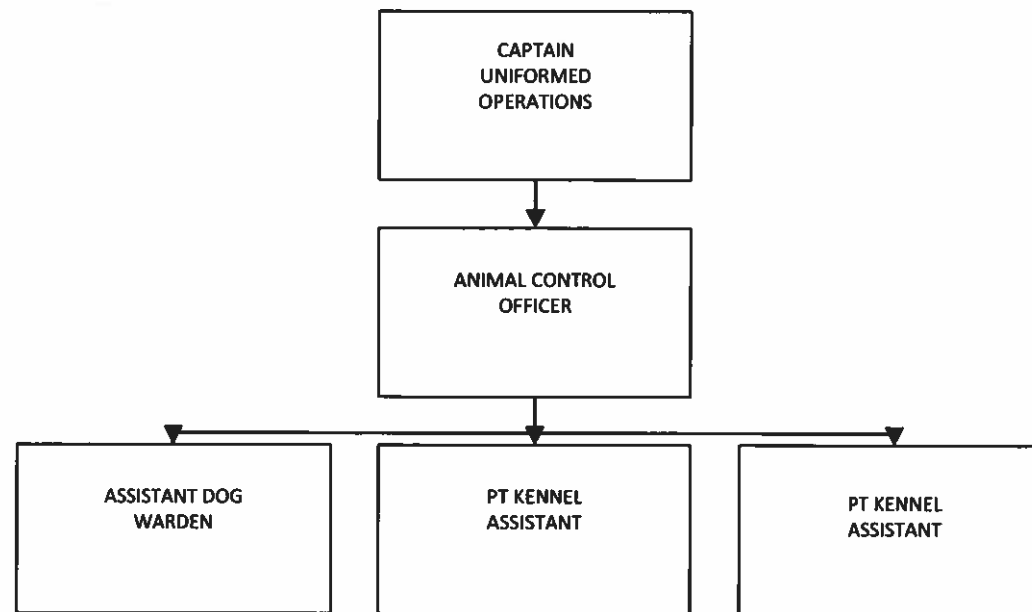 CAPTAIN
UNIFORMED
OPERATIONS
ANIMAL CONTROL
OFFICER
ASSISTANT DOG
WARDEN
PT KENNEL
ASSISTANT
PT KENNEL
ASSISTANT